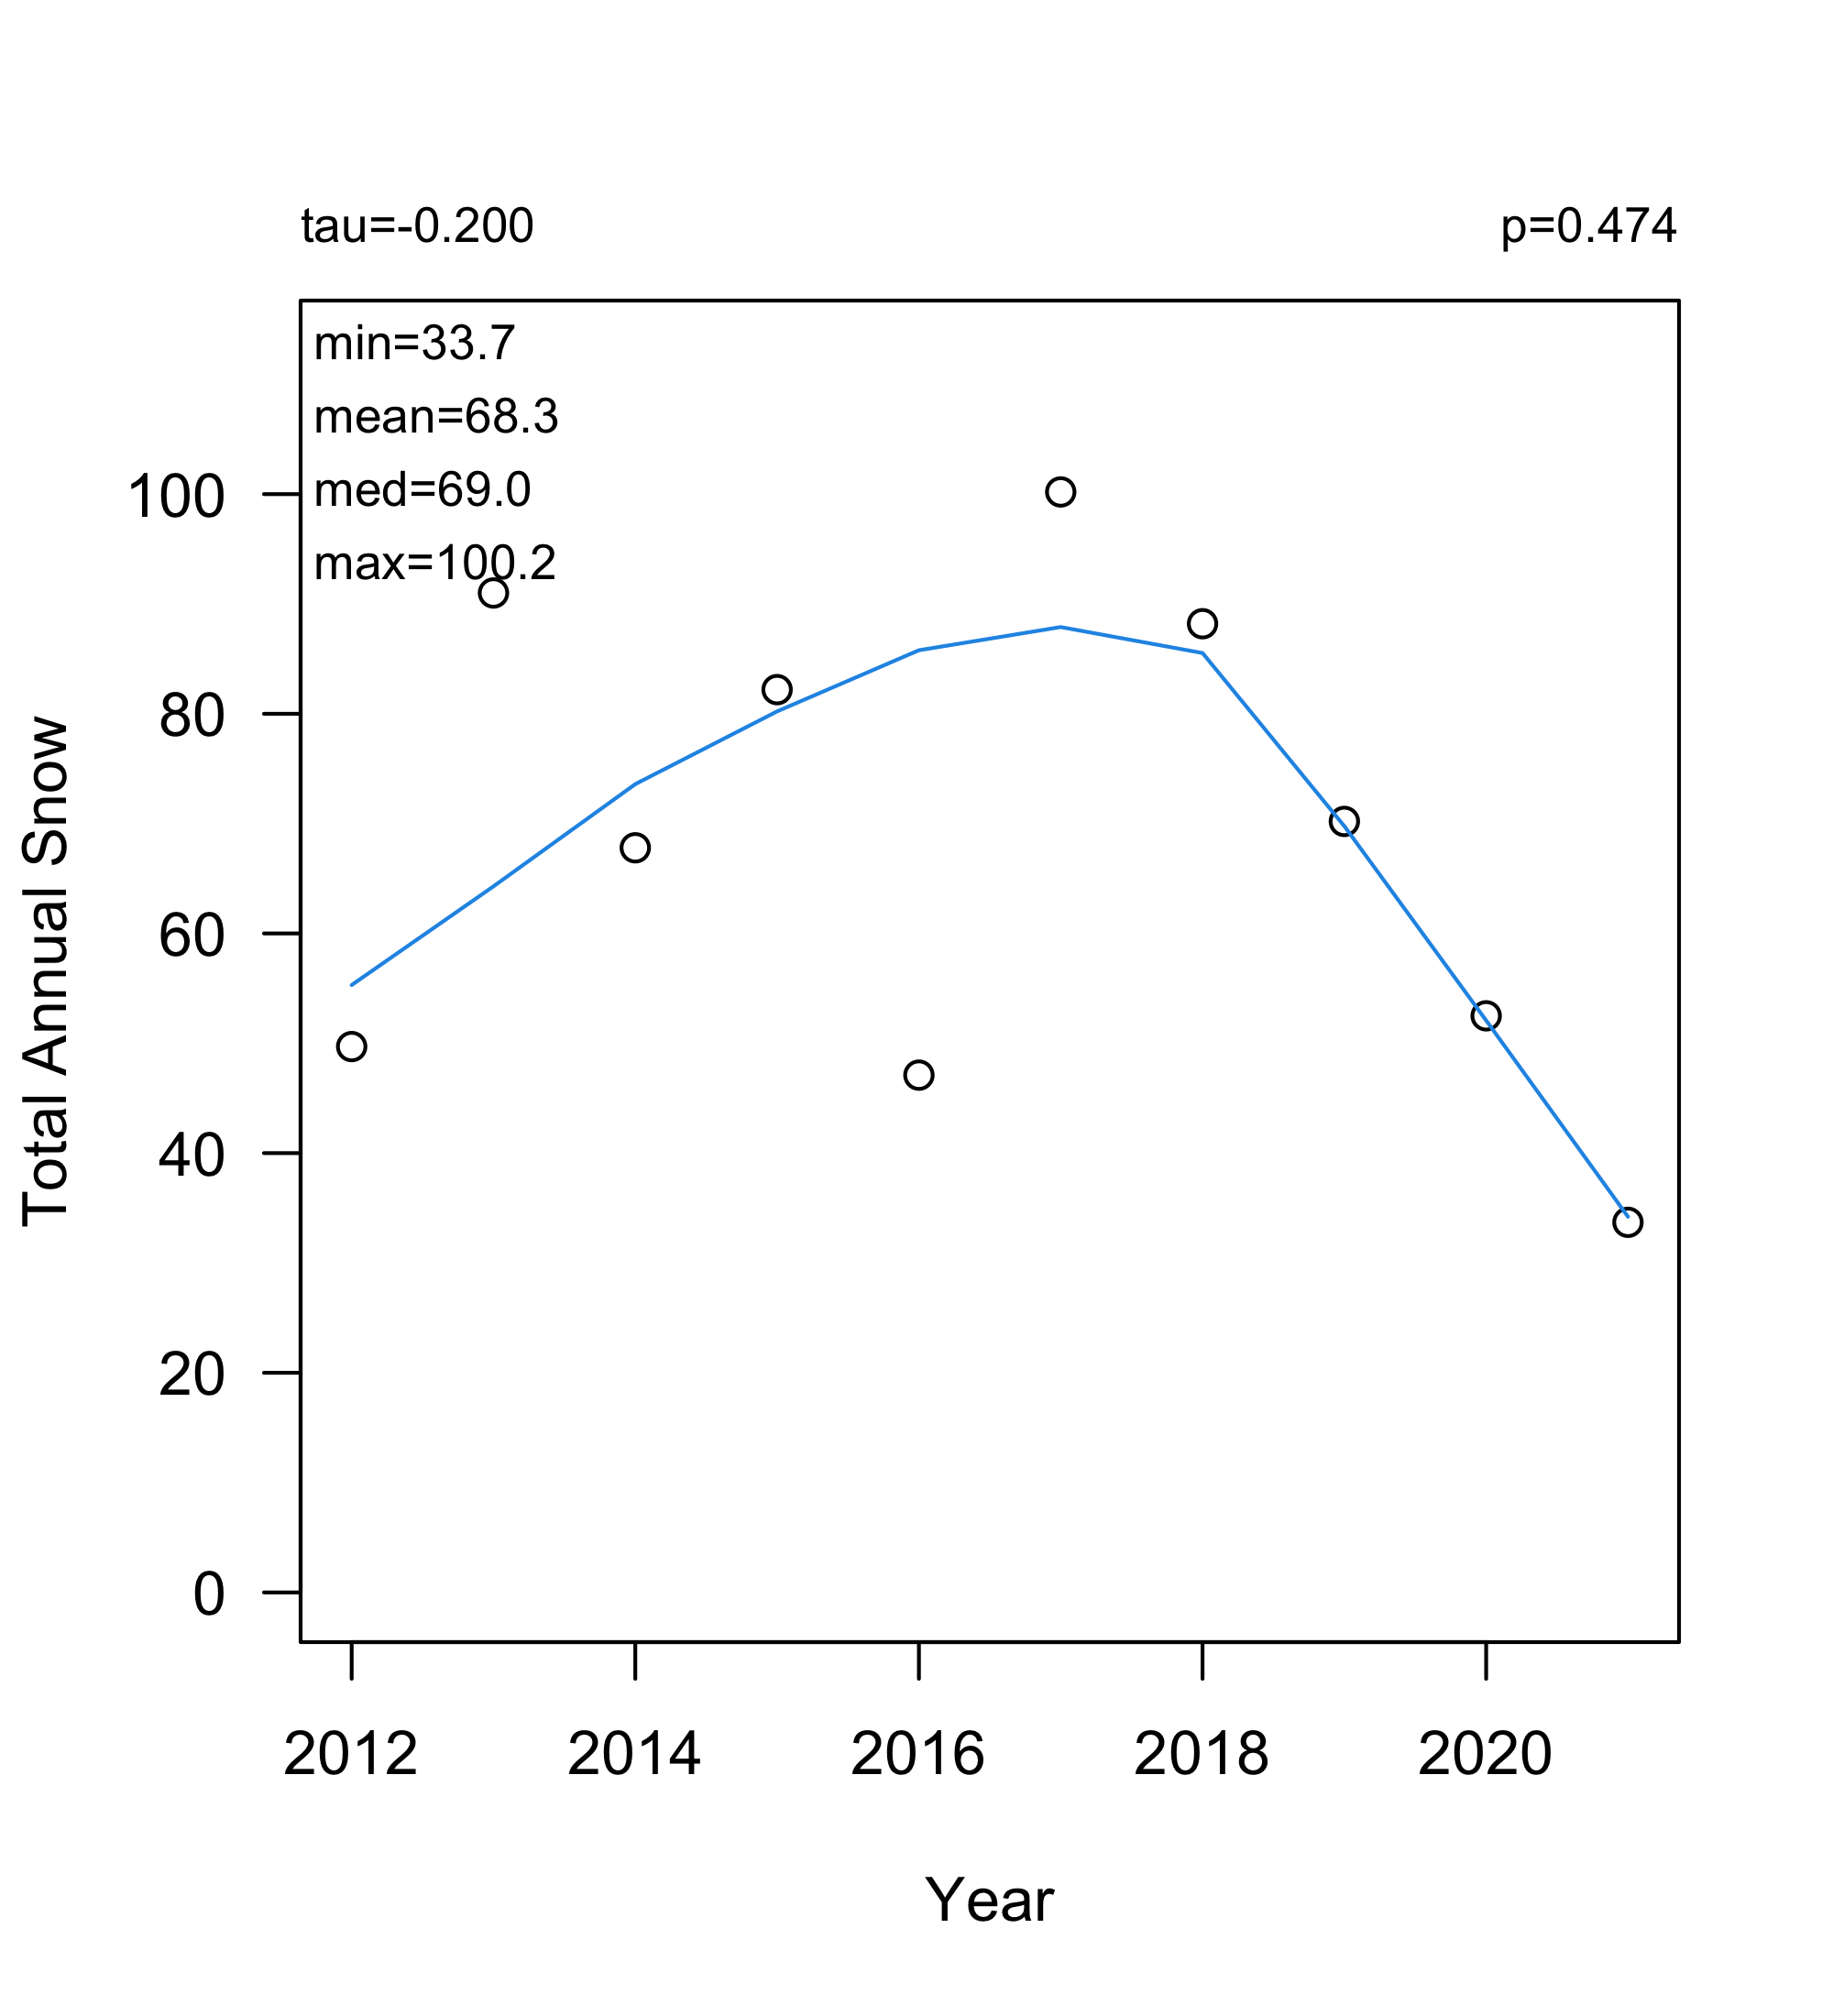 tau=-0.200 p=0.474
min=33.7
mean=68.3
med=69.0
max=100.2
100
80
60
40
20
0
Total Annual Snow
2012 2014 2016 2018 2020
Year